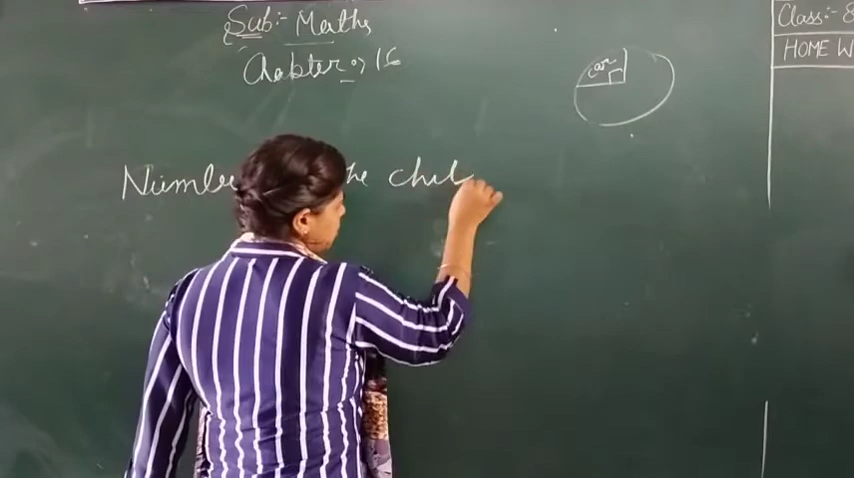 Sub:- Maths
Chapter :- 16
Class:- 8
HOME W
Car
Numbe he chil